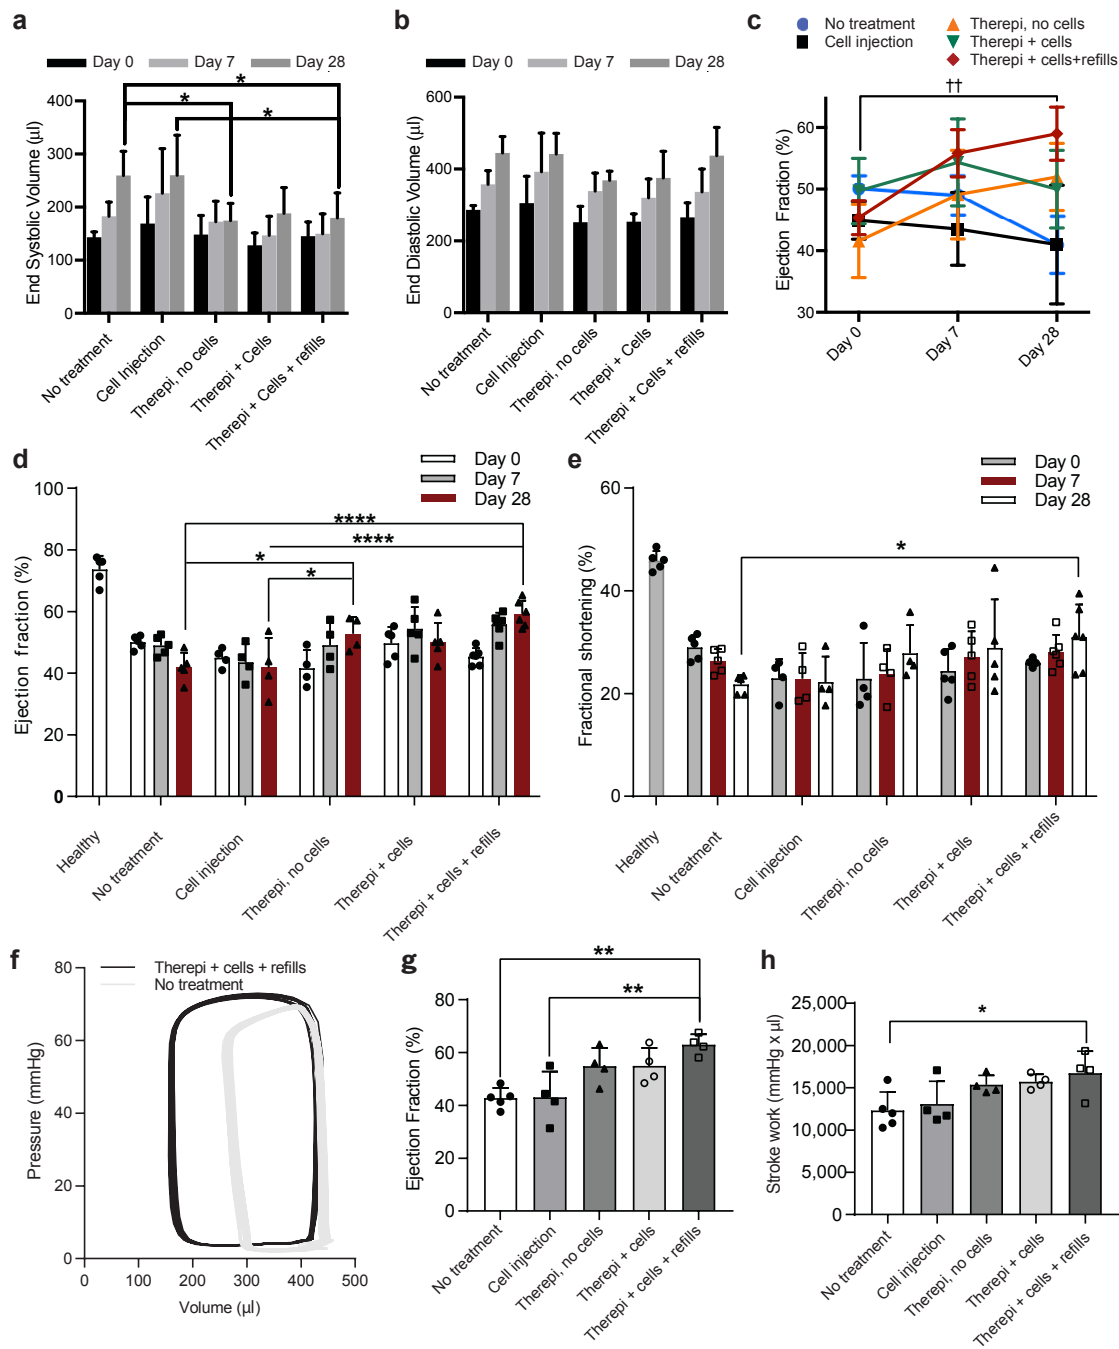 a
Day 0 Day 7 Day 28
End Systolic Volume (µl)
400
300
200
100
0
*
*
*
No treatment
Cell Injection
Therepi, no cells
Therepi + Cells
Therepi + Cells + refills
b
Day 0 Day 7 Day 28
End Diastolic Volume (µl)
600
400
200
0
No treatment
Cell Injection
Therepi, no cells
Therepi + Cells
Therepi + Cells + refills
c
No treatment
Cell injection
Therepi, no cells
Therepi + cells
Therepi + cells+refills
††
Ejection Fraction (%)
60
50
40
30
Day 0
Day 7
Day 28
d
Day 0
Day 7
Day 28
Ejection fraction (%)
100
80
60
40
20
0
****
****
*
*
Healthy
No treatment
Cell injection
Therepi, no cells
Therepi + cells
Therepi + cells + refills
e
Day 0
Day 7
Day 28
Fractional shortening (%)
60
40
20
0
*
Healthy
No treatment
Cell injection
Therepi, no cells
Therepi + cells
Therepi + cells + refills
f
Therepi + cells + refills
No treatment
Pressure (mmHg)
80
60
40
20
0
0 100 200 300 400 500
Volume (µl)
g
Ejection Fraction (%)
80
60
40
20
0
**
**
No treatment
Cell injection
Therepi, no cells
Therepi + cells
Therepi + cells + refills
h
Stroke work (mmHg x µl)
25,000
20,000
15,000
10,000
5,000
0
*
No treatment
Cell injection
Therepi, no cells
Therepi + cells
Therepi + cells + refills